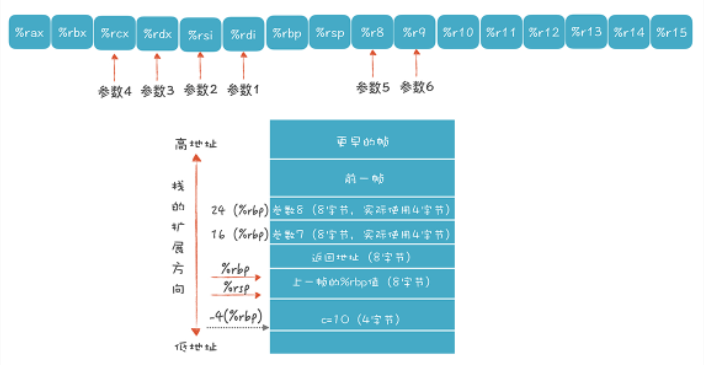 %rax %rbx %rcx %rdx %rsi %rdi %rbp %rsp %r8 %r9 %r10 %r11 %r12 %r13 %r14 %r15
参数4 参数3 参数2 参数1 参数5 参数6
高地址
更早的帧
前一帧
栈的扩展方向
24 (%rbp) 参数8 (8字节，实际使用4字节)
16 (%rbp) 参数7 (8字节，实际使用4字节)
返回地址 (8字节)
%rbp
上一帧的%rbp值 (8字节)
%rsp
-4(%rbp)
c=10 (4字节)
低地址